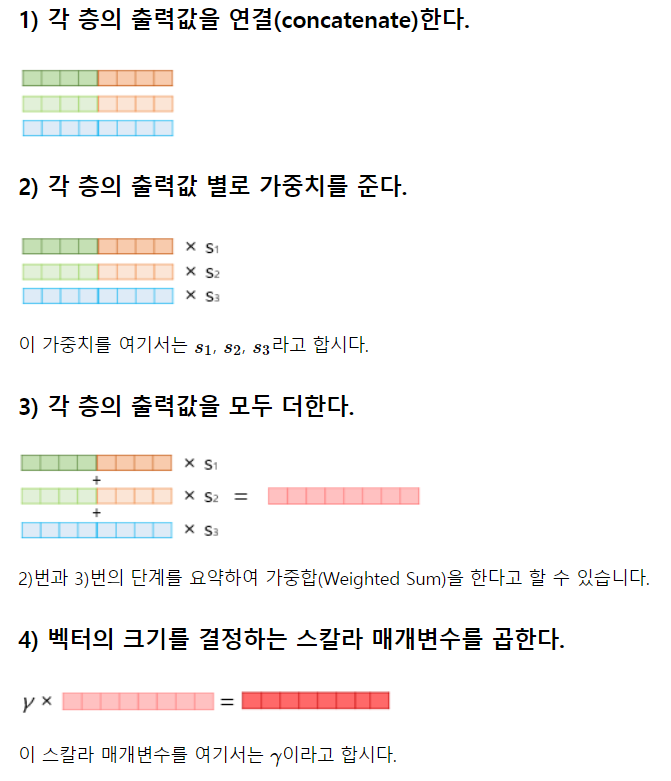 1) 각 층의 출력값을 연결(concatenate)한다.
2) 각 층의 출력값 별로 가중치를 준다.
× s₁
× s₂
× s₃
이 가중치를 여기서는 s₁, s₂, s₃라고 합시다.
3) 각 층의 출력값을 모두 더한다.
× s₁
+
× s₂ =
+
× s₃
2)번과 3)번의 단계를 요약하여 가중합(Weighted Sum)을 한다고 할 수 있습니다.
4) 벡터의 크기를 결정하는 스칼라 매개변수를 곱한다.
γ × =
이 스칼라 매개변수를 여기서는 γ이라고 합시다.